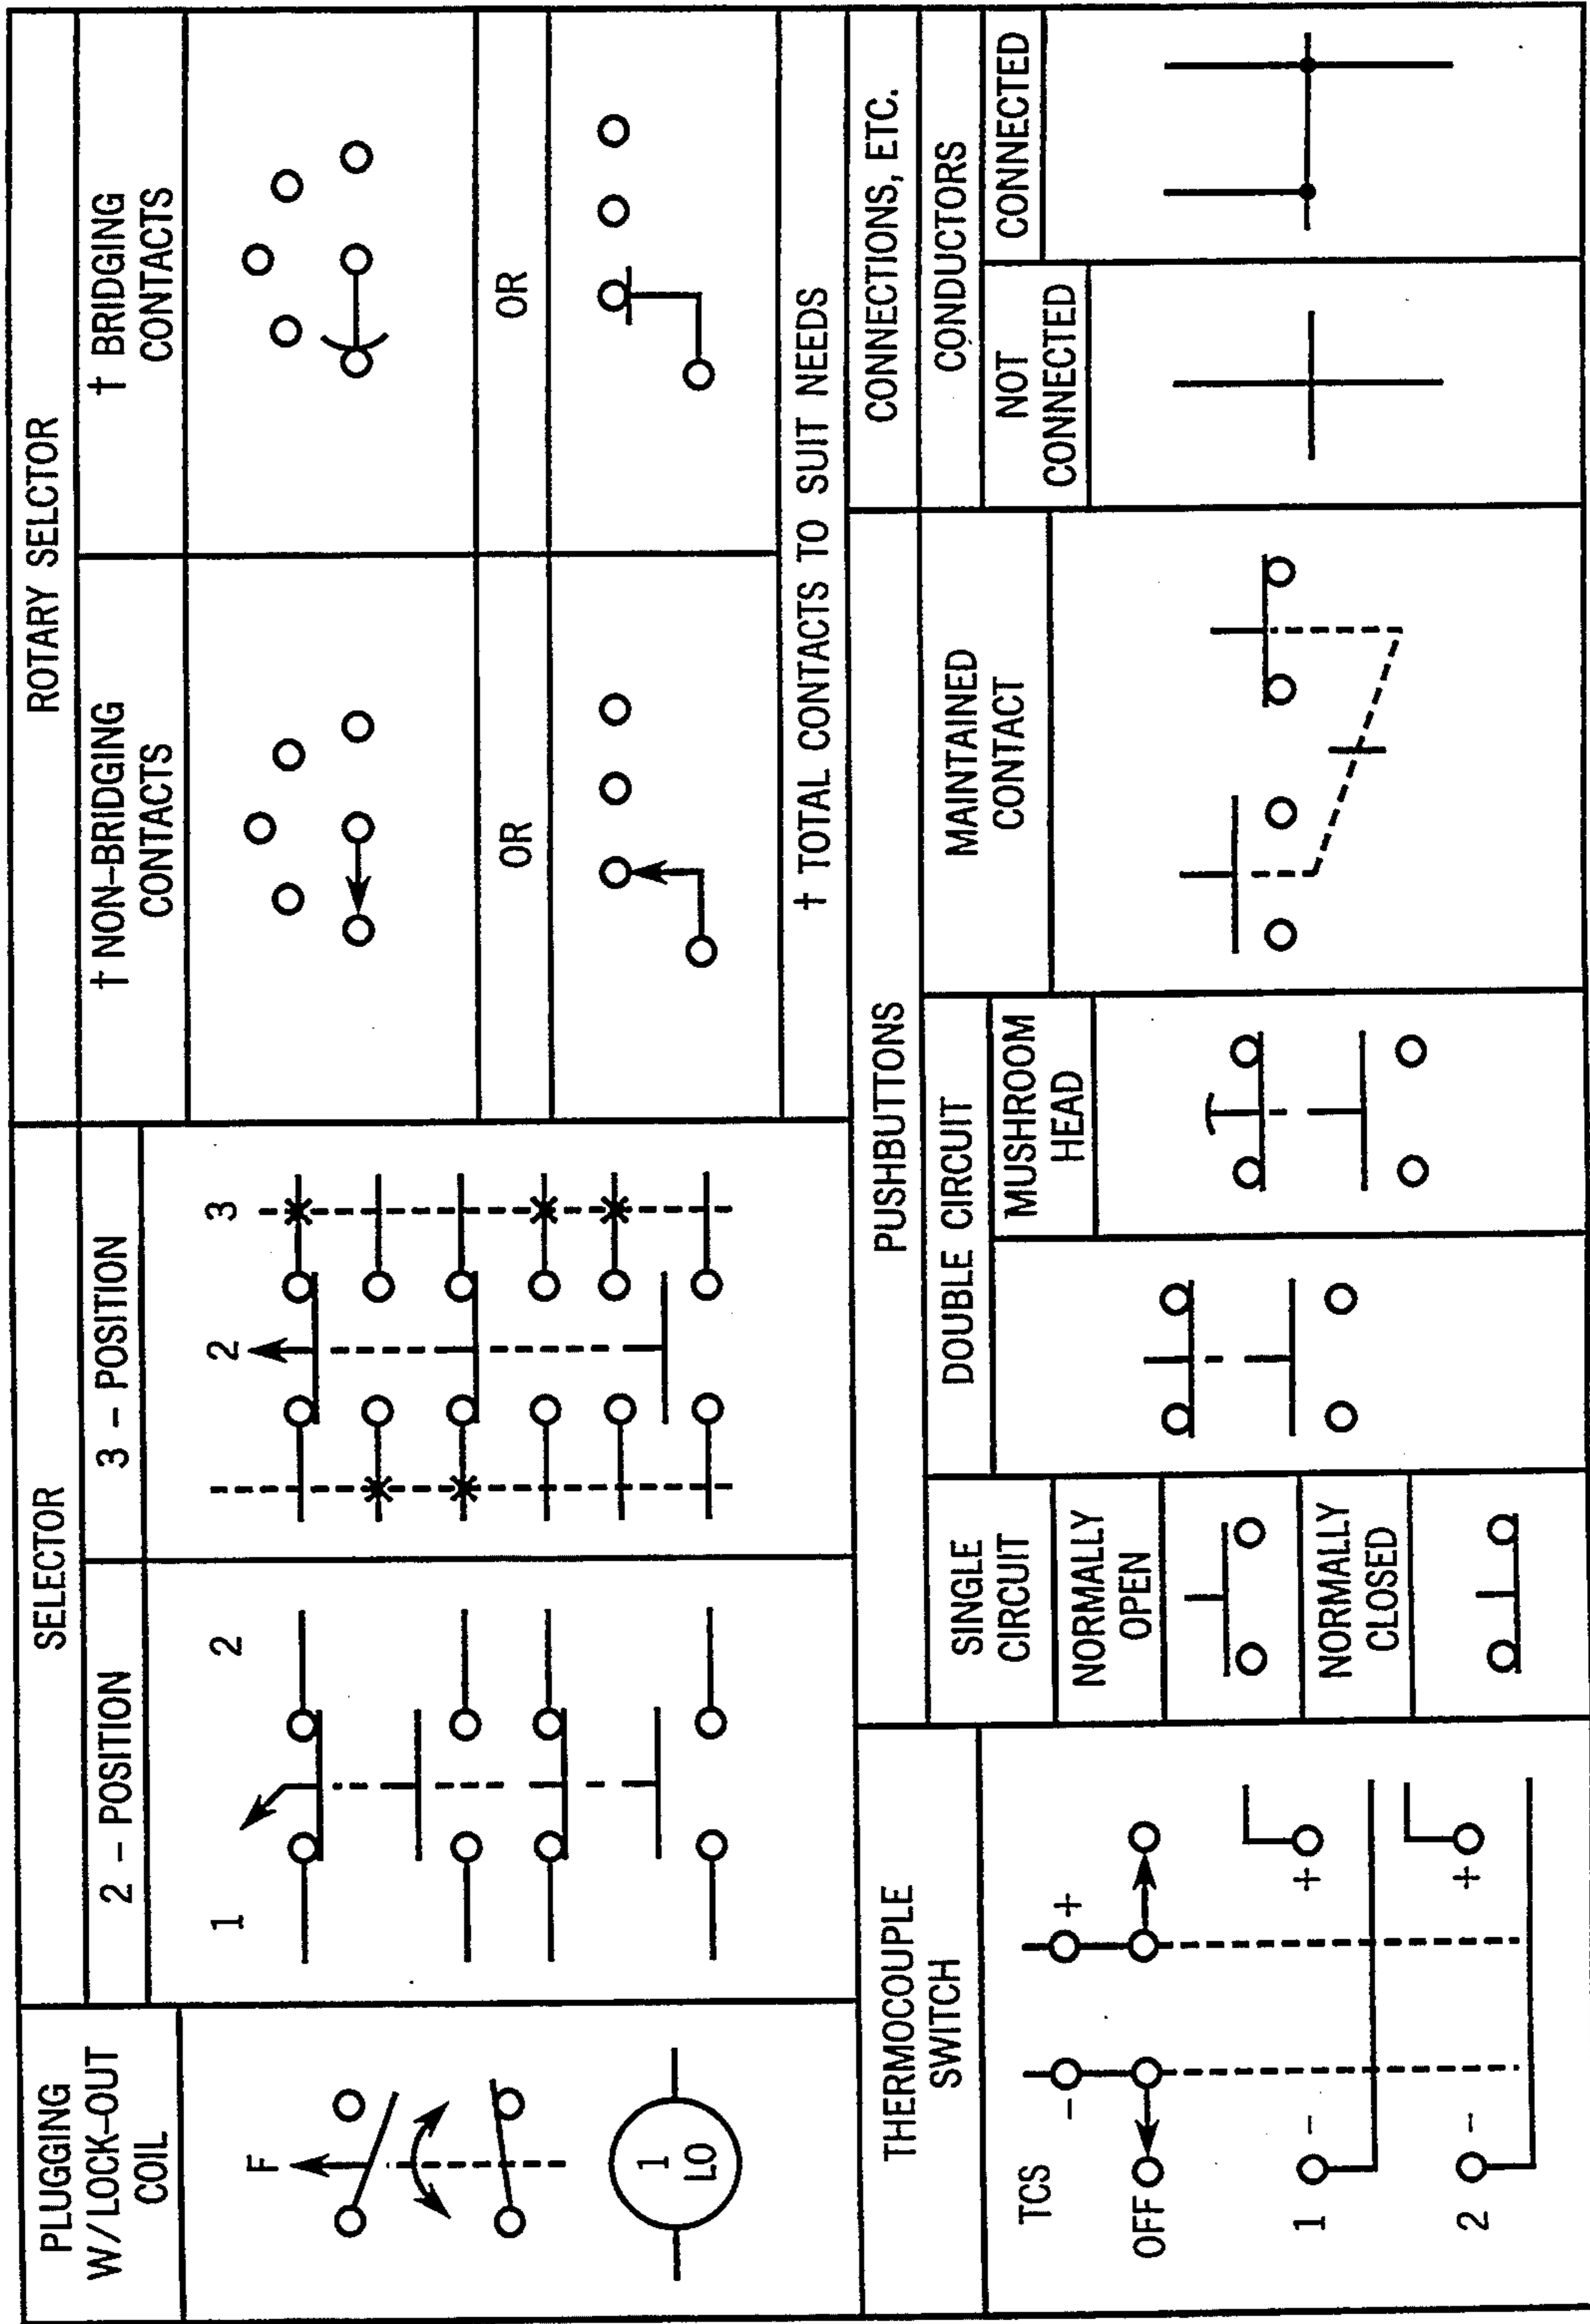 PLUGGING
W/LOCK-OUT
COIL
F
1
LO
SELECTOR
2 - POSITION
1
2
3 - POSITION
2
3
ROTARY SELCTOR
† NON-BRIDGING
CONTACTS
OR
† BRIDGING
CONTACTS
OR
† TOTAL CONTACTS TO SUIT NEEDS
THERMOCOUPLE
SWITCH
TCS
-
+
OFF
1
-
+
2
-
+
PUSHBUTTONS
SINGLE
CIRCUIT
NORMALLY
OPEN
NORMALLY
CLOSED
DOUBLE CIRCUIT
MUSHROOM
HEAD
MAINTAINED
CONTACT
CONNECTIONS, ETC.
CONDUCTORS
NOT
CONNECTED
CONNECTED